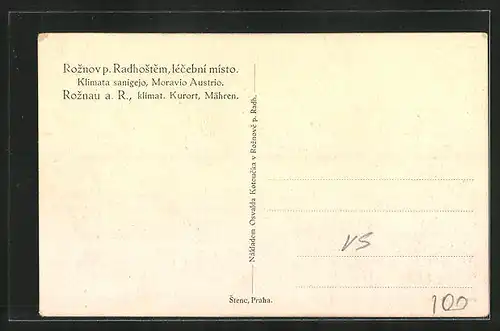 Rožnov p. Radhoštěm, léčební místo.
Klimata sanigejo, Moravio Austrio.
Rožnau a. R., klimat. Kurort, Mähren.
Nákladem Osvalda Kotoučka v Rožnově p. Radh.
VS
Štenc, Praha.
100